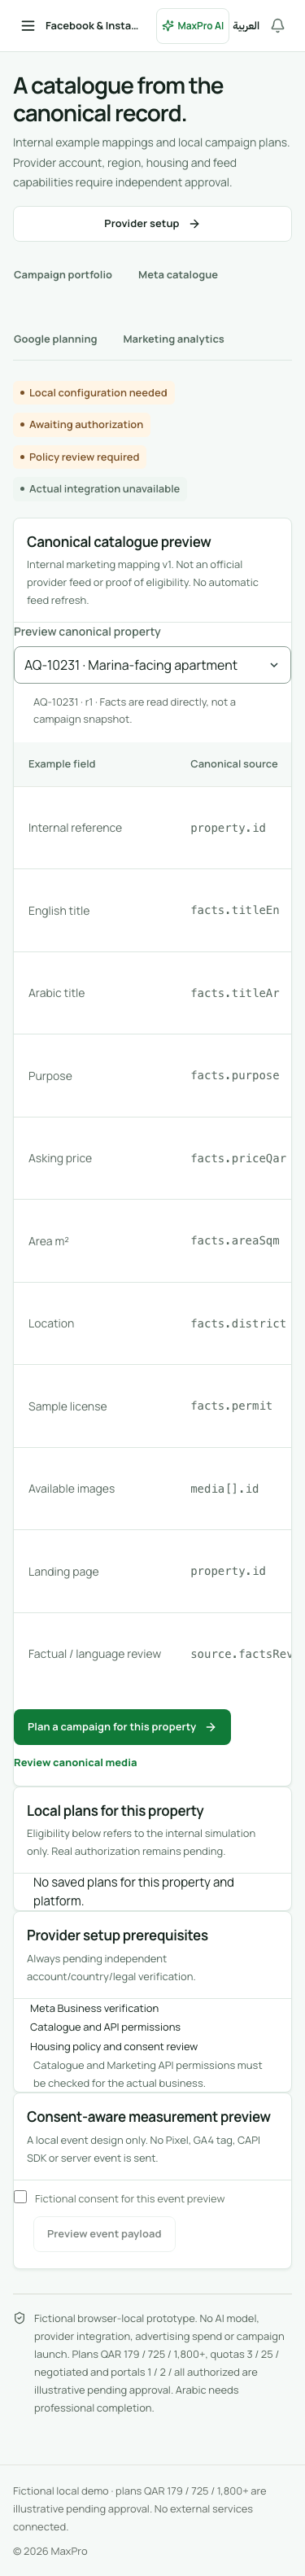 Facebook & Insta...
MaxPro AI
العربية
A catalogue from the
canonical record.
Internal example mappings and local campaign plans.
Provider account, region, housing and feed
capabilities require independent approval.
Provider setup
Campaign portfolio
Meta catalogue
Google planning
Marketing analytics
Local configuration needed
Awaiting authorization
Policy review required
Actual integration unavailable
Canonical catalogue preview
Internal marketing mapping v1. Not an official
provider feed or proof of eligibility. No automatic
feed refresh.
Preview canonical property
AQ-10231 · Marina-facing apartment
AQ-10231 · r1 · Facts are read directly, not a
campaign snapshot.
Example field
Canonical source
Internal reference
property.id
English title
facts.titleEn
Arabic title
facts.titleAr
Purpose
facts.purpose
Asking price
facts.priceQar
Area m²
facts.areaSqm
Location
facts.district
Sample license
facts.permit
Available images
media[].id
Landing page
property.id
Factual / language review
source.factsRev
Plan a campaign for this property
Review canonical media
Local plans for this property
Eligibility below refers to the internal simulation
only. Real authorization remains pending.
No saved plans for this property and
platform.
Provider setup prerequisites
Always pending independent
account/country/legal verification.
Meta Business verification
Catalogue and API permissions
Housing policy and consent review
Catalogue and Marketing API permissions must
be checked for the actual business.
Consent-aware measurement preview
A local event design only. No Pixel, GA4 tag, CAPI
SDK or server event is sent.
Fictional consent for this event preview
Preview event payload
Fictional browser-local prototype. No AI model,
provider integration, advertising spend or campaign
launch. Plans QAR 179 / 725 / 1,800+, quotas 3 / 25 /
negotiated and portals 1 / 2 / all authorized are
illustrative pending approval. Arabic needs
professional completion.
Fictional local demo · plans QAR 179 / 725 / 1,800+ are
illustrative pending approval. No external services
connected.
© 2026 MaxPro